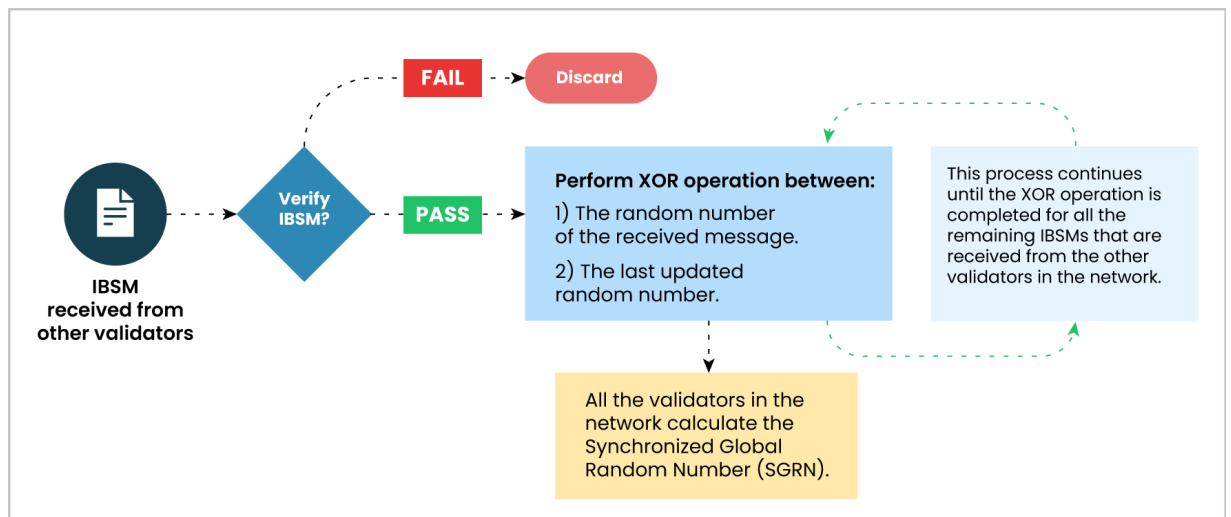 FAIL
Discard
Verify
IBSM?
PASS
IBSM
received from
other validators
Perform XOR operation between:
1) The random number
of the received message.
2) The last updated
random number.
This process continues
until the XOR operation is
completed for all the
remaining IBSMs that are
received from the other
validators in the network.
All the validators in the
network calculate the
Synchronized Global
Random Number (SGRN).